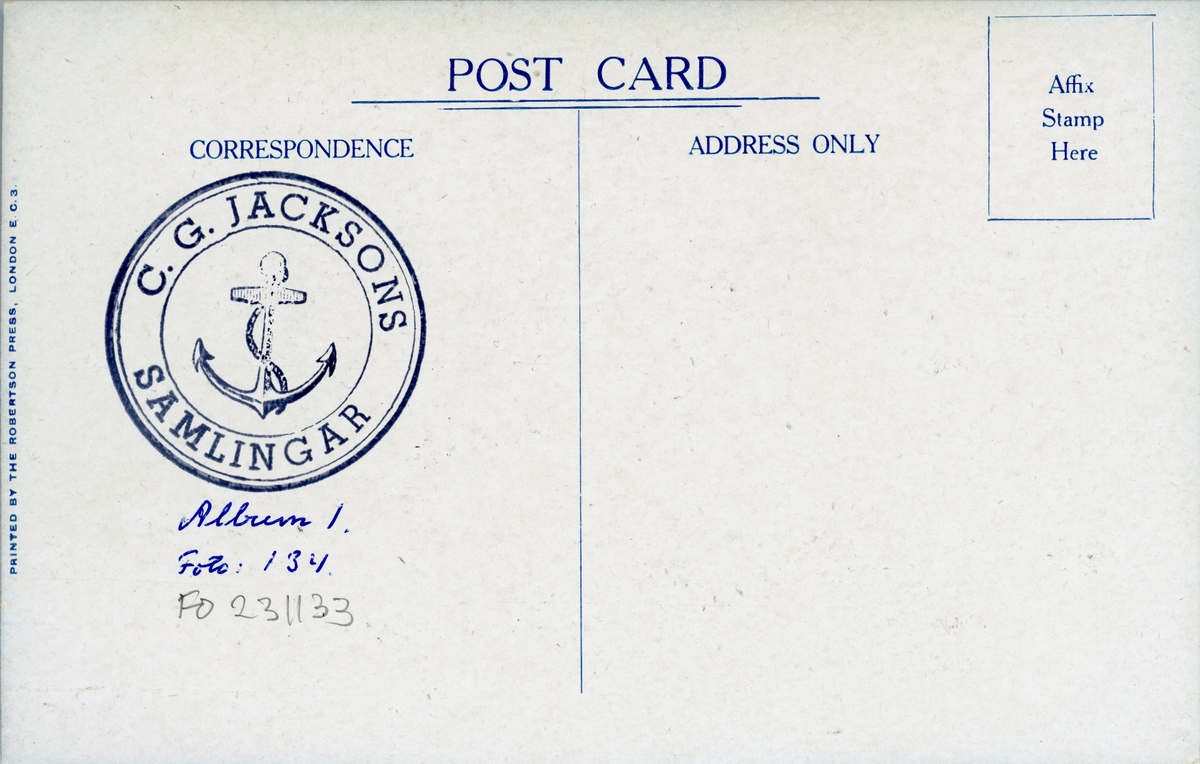 POST CARD
CORRESPONDENCE
ADDRESS ONLY
Affix
Stamp
Here
C. G. JACKSONS
SAMLINGAR
Album 1.
Foto: 134.
FO 231133
PRINTED BY THE ROBERTSON PRESS, LONDON E.C.3.